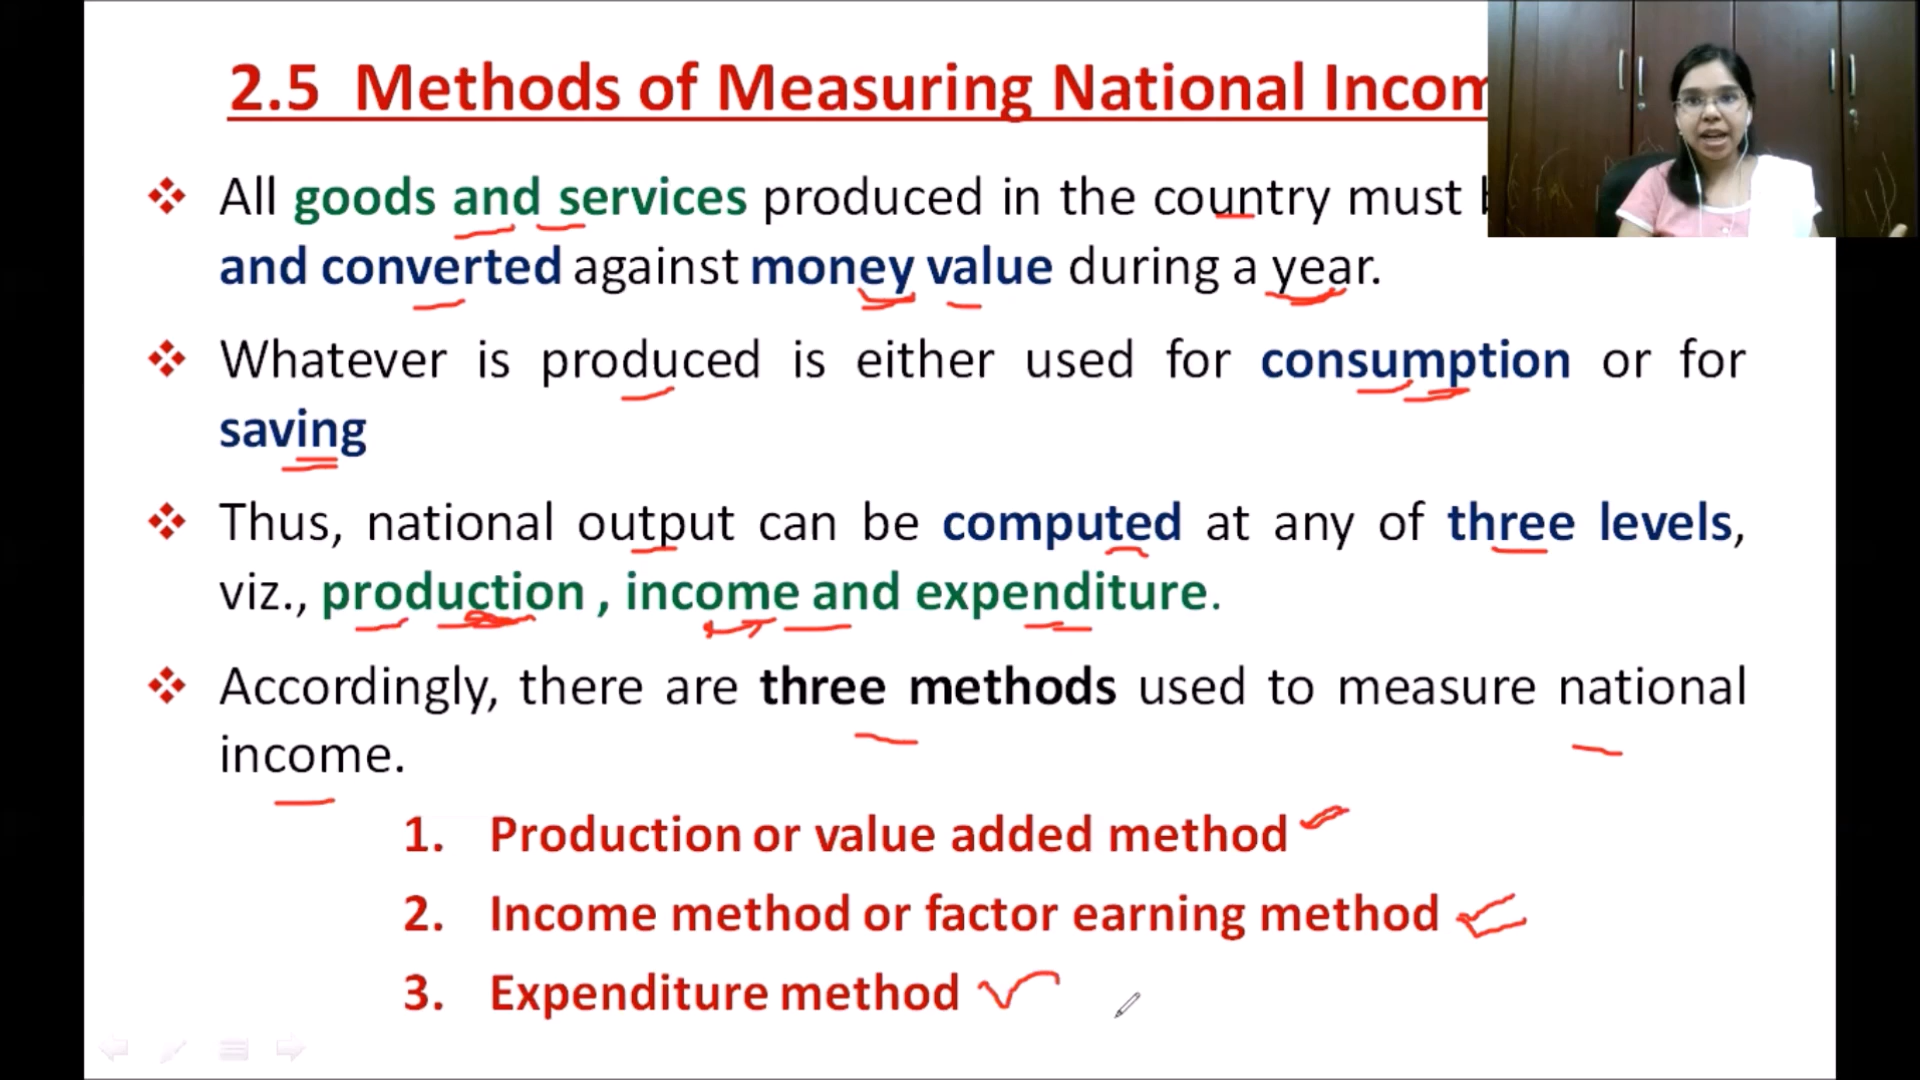 2.5 Methods of Measuring National Incom
All goods and services produced in the country must
and converted against money value during a year.
Whatever is produced is either used for consumption or for
saving
Thus, national output can be computed at any of three levels,
viz., production , income and expenditure.
Accordingly, there are three methods used to measure national
income.
1. Production or value added method
2. Income method or factor earning method
3. Expenditure method